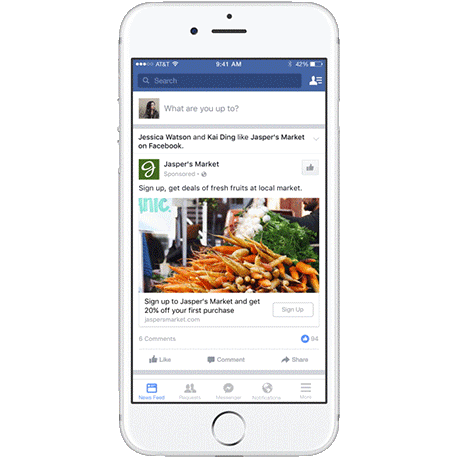 AT&T 9:41 AM 42%
Search
What are you up to?
Jessica Watson and Kai Ding like Jasper's Market
on Facebook.
Jasper's Market
Sponsored ·
Sign up, get deals of fresh fruits at local market.
NIC.
Sign up to Jasper's Market and get
20% off your first purchase
jaspersmarket.com
Sign Up
6 Comments 94
Like Comment Share
News Feed Requests Messenger Notifications More